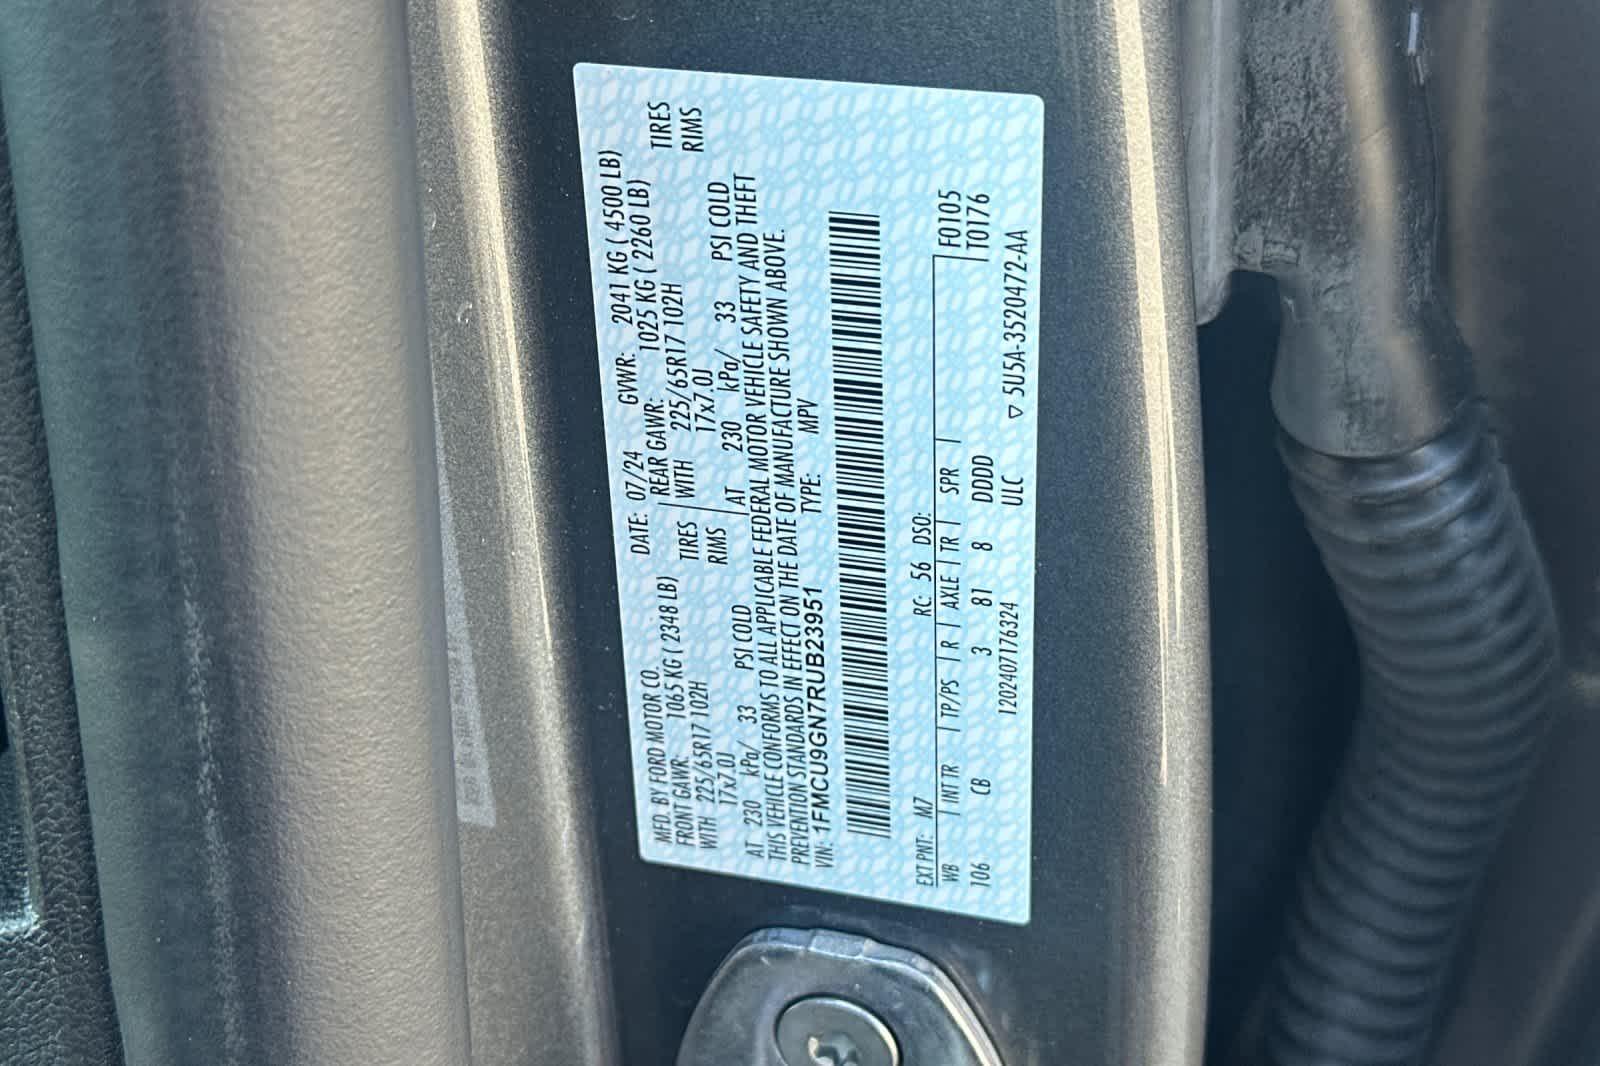 MFD. BY FORD MOTOR CO.
DATE: 07/24 GVWR: 2041 KG ( 4500 LB)
FRONT GAWR: 1065 KG ( 2348 LB) REAR GAWR: 1025 KG ( 2260 LB)
WITH 225/65R17 102H TIRES WITH 225/65R17 102H TIRES
17x7.0J RIMS 17x7.0J RIMS
AT 230 kPa/ 33 PSI COLD AT 230 kPa/ 33 PSI COLD
THIS VEHICLE CONFORMS TO ALL APPLICABLE FEDERAL MOTOR VEHICLE SAFETY AND THEFT
PREVENTION STANDARDS IN EFFECT ON THE DATE OF MANUFACTURE SHOWN ABOVE.
VIN: 1FMCU9GN7RUB23951 TYPE: MPV
EXT PNT: M7 RC: 56 DSO: F0105
WB INT TR TP/PS R AXLE TR SPR T0176
106 CB 3 81 8 DDDD
1202407176324 ULC ▽ 5U5A-3520472-AA